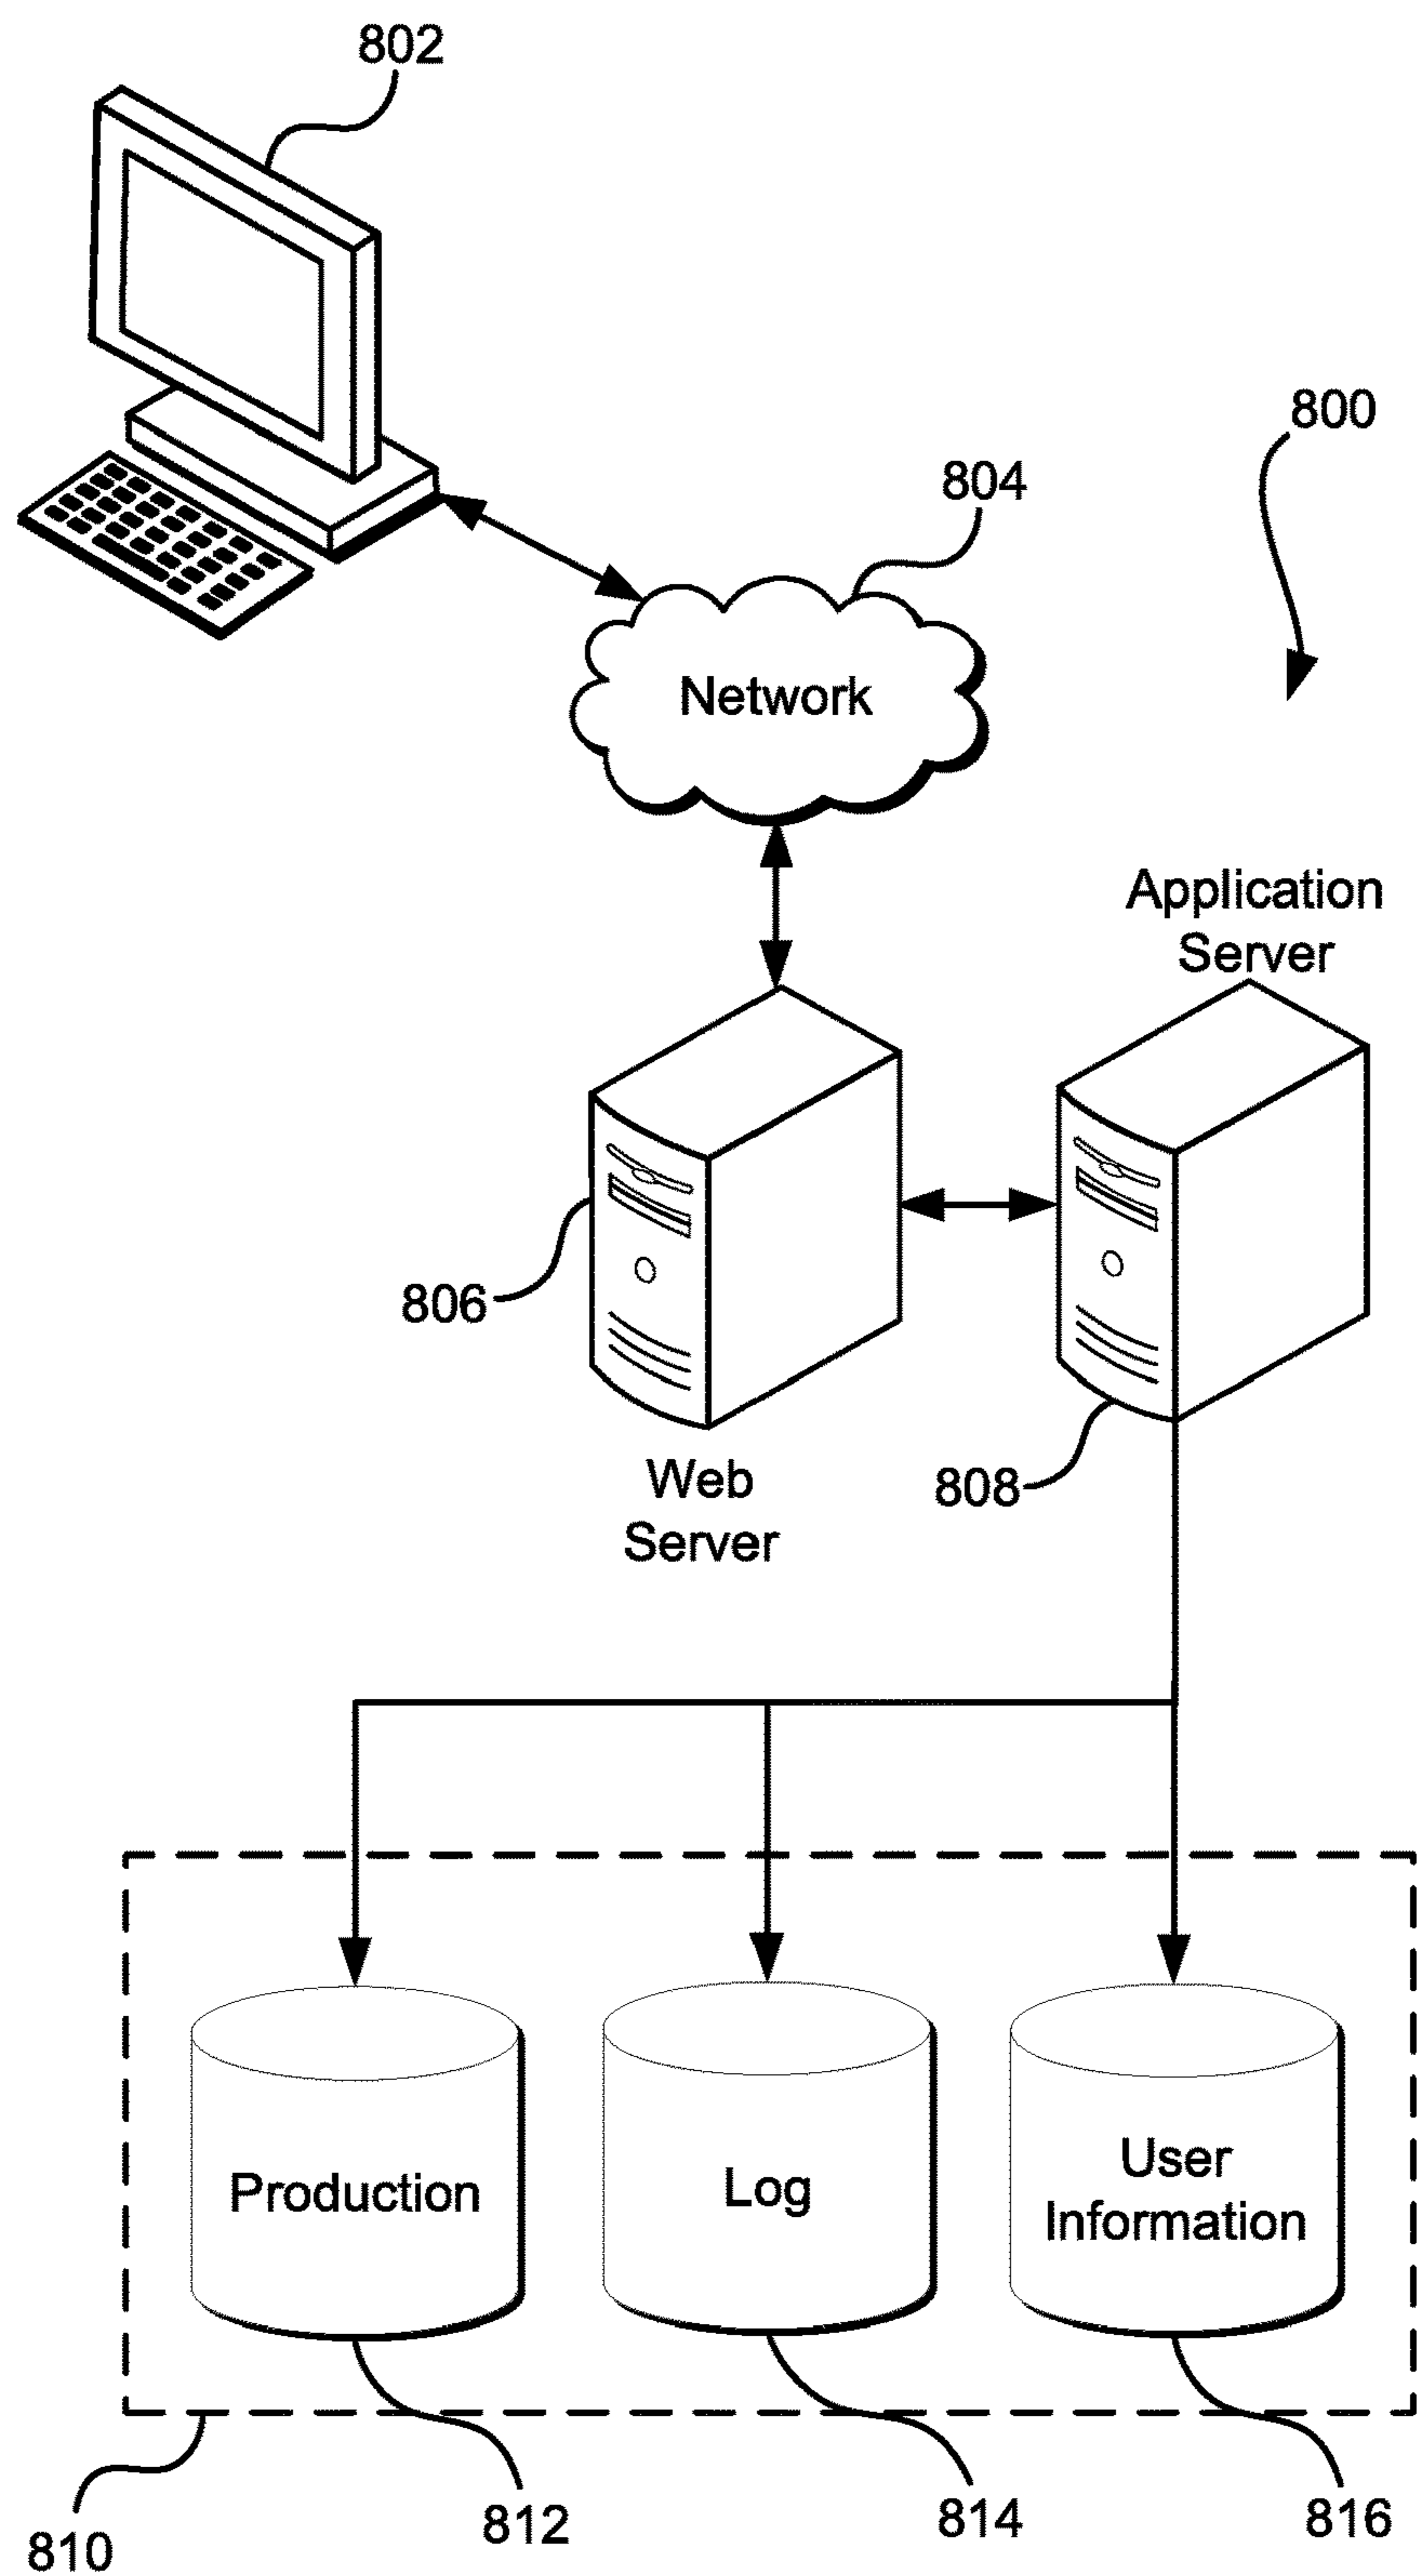 802
800
804
Network
Application
Server
806
Web
Server
808
Production
Log
User
Information
810
812
814
816